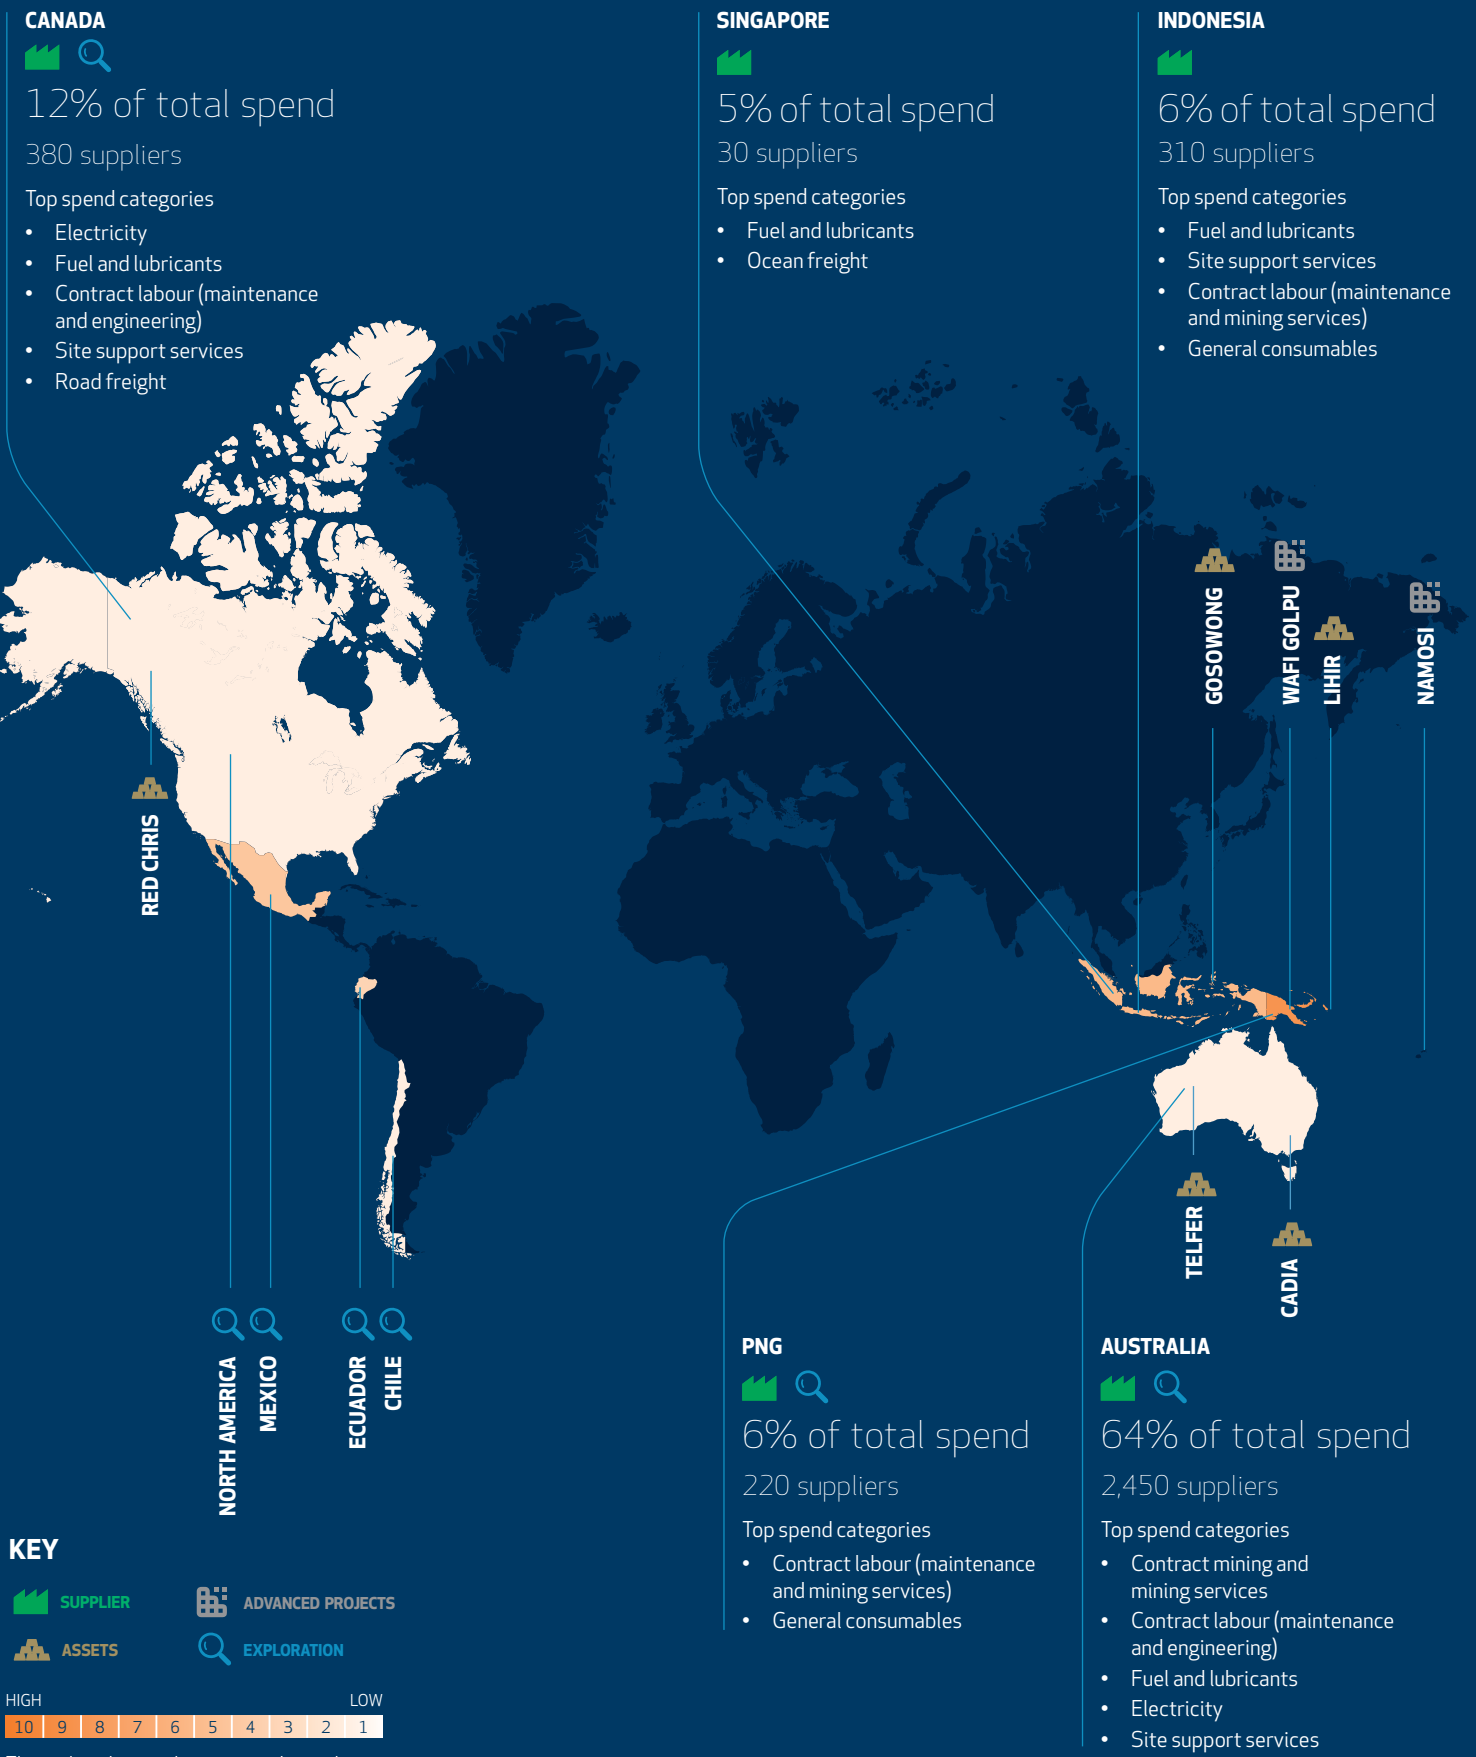 CANADA
12% of total spend
380 suppliers
Top spend categories
• Electricity
• Fuel and lubricants
• Contract labour (maintenance
and engineering)
• Site support services
• Road freight
SINGAPORE
5% of total spend
30 suppliers
Top spend categories
• Fuel and lubricants
• Ocean freight
INDONESIA
6% of total spend
310 suppliers
Top spend categories
• Fuel and lubricants
• Site support services
• Contract labour (maintenance
and mining services)
• General consumables
GOSOWONG
WAFI GOLPU
LIHIR
NAMOSI
RED CHRIS
TELFER
CADIA
NORTH AMERICA
MEXICO
ECUADOR
CHILE
PNG
6% of total spend
220 suppliers
Top spend categories
• Contract labour (maintenance
and mining services)
• General consumables
AUSTRALIA
64% of total spend
2,450 suppliers
Top spend categories
• Contract mining and
mining services
• Contract labour (maintenance
and engineering)
• Fuel and lubricants
• Electricity
• Site support services
KEY
SUPPLIER
ADVANCED PROJECTS
ASSETS
EXPLORATION
HIGH LOW
10 9 8 7 6 5 4 3 2 1